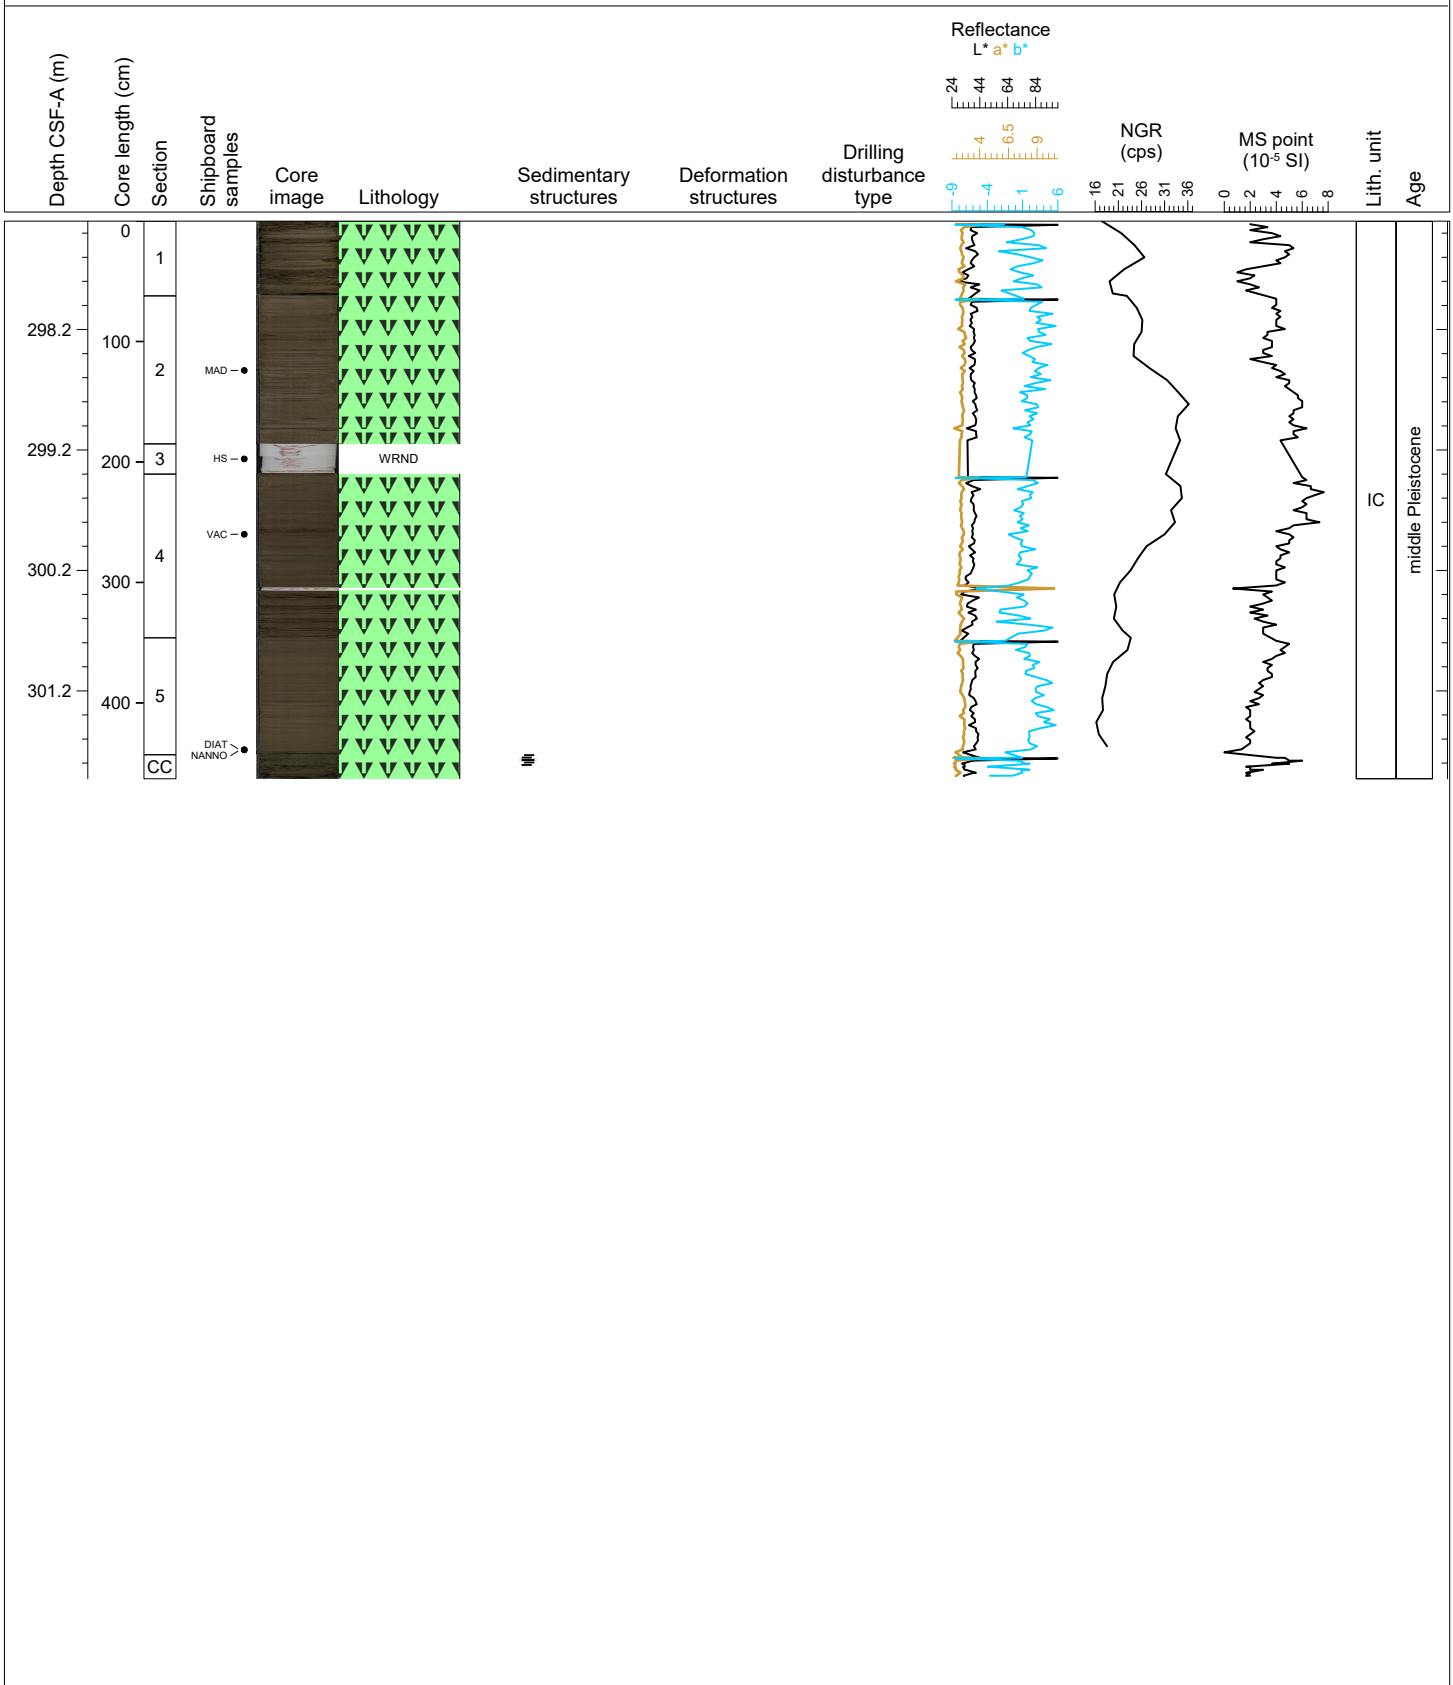 Depth CSF-A (m)
Core length (cm)
Section
Shipboard
samples
Core
image
Lithology
Sedimentary
structures
Deformation
structures
Drilling
disturbance
type
Reflectance
L* a* b*
24 44 64 84
4 6.5 9
-9 -4 1 6
NGR
(cps)
16 21 26 31 36
MS point
(10-5 SI)
0 2 4 6 8
Lith. unit
Age
0
1
298.2
100
2
MAD
299.2
200
3
HS
WRND
IC
middle Pleistocene
VAC
4
300.2
300
301.2
400
5
DIAT
NANNO
CC